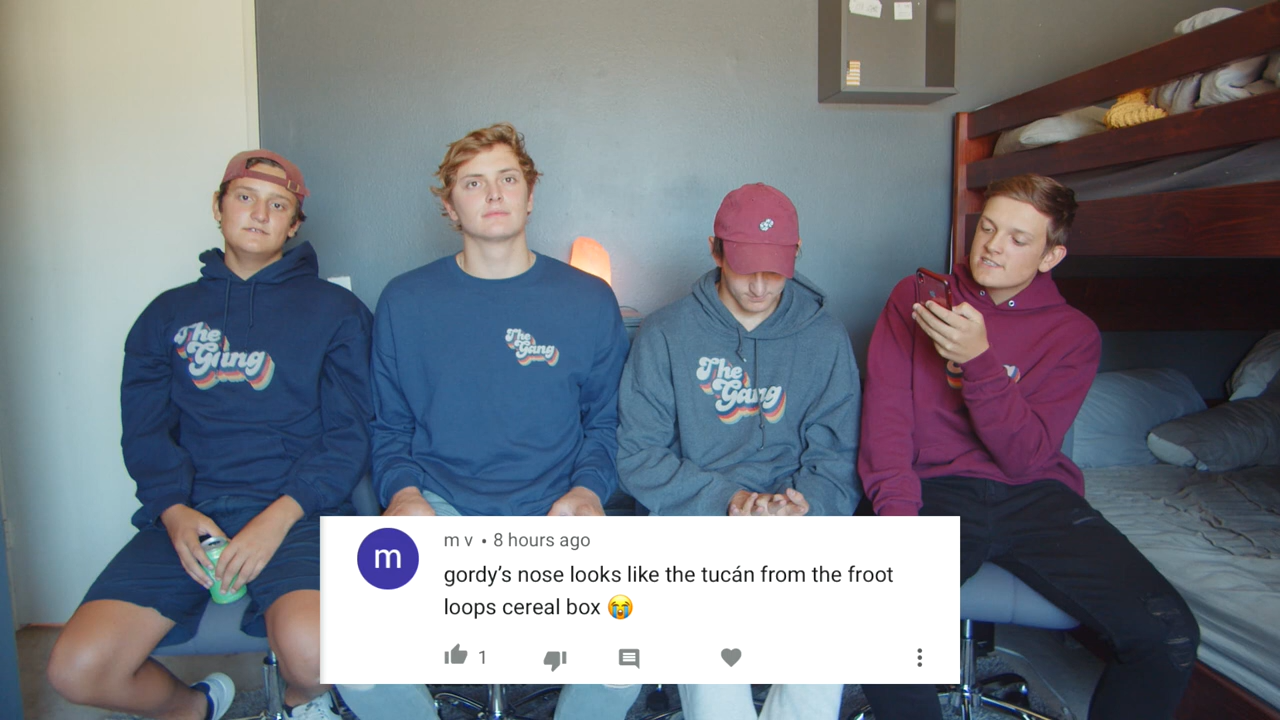 The
Gang
The
Gang
The
Gang
m
m v • 8 hours ago
gordy’s nose looks like the tucán from the froot
loops cereal box 😭
1